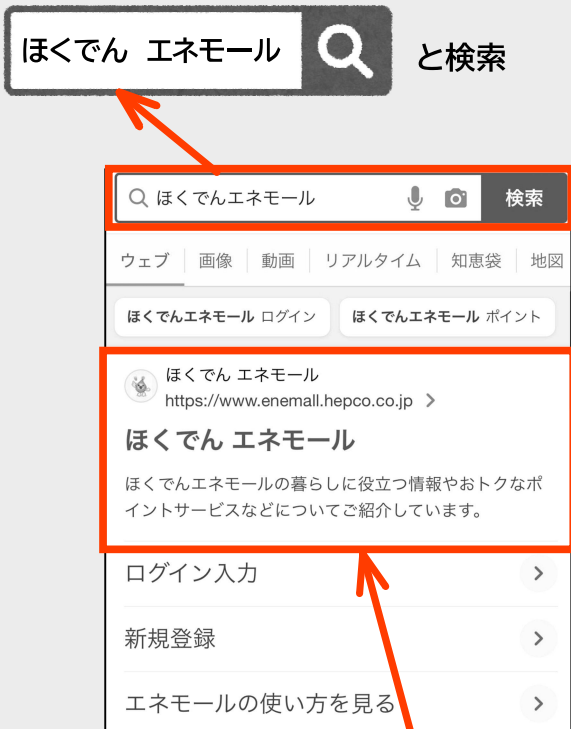 ほくでん エネモール と検索
ほくでんエネモール 検索
ウェブ 画像 動画 リアルタイム 知恵袋 地図
ほくでんエネモール ログイン ほくでんエネモール ポイント
ほくでん エネモール
https://www.enemall.hepco.co.jp
ほくでん エネモール
ほくでんエネモールの暮らしに役立つ情報やおトクなポ
イントサービスなどについてご紹介しています。
ログイン入力
新規登録
エネモールの使い方を見る